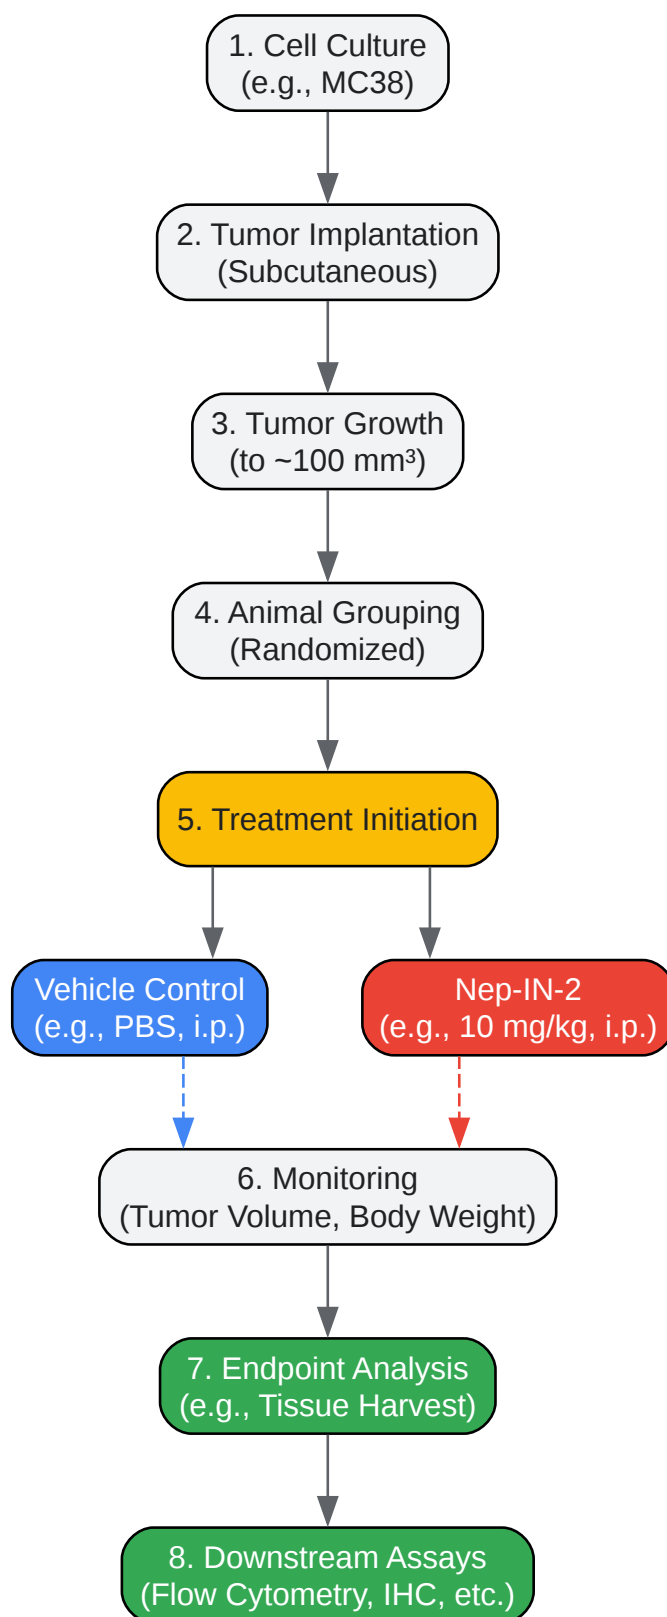 1. Cell Culture
(e.g., MC38)
2. Tumor Implantation
(Subcutaneous)
3. Tumor Growth
(to ~100 mm³)
4. Animal Grouping
(Randomized)
5. Treatment Initiation
Vehicle Control
(e.g., PBS, i.p.)
Nep-IN-2
(e.g., 10 mg/kg, i.p.)
6. Monitoring
(Tumor Volume, Body Weight)
7. Endpoint Analysis
(e.g., Tissue Harvest)
8. Downstream Assays
(Flow Cytometry, IHC, etc.)